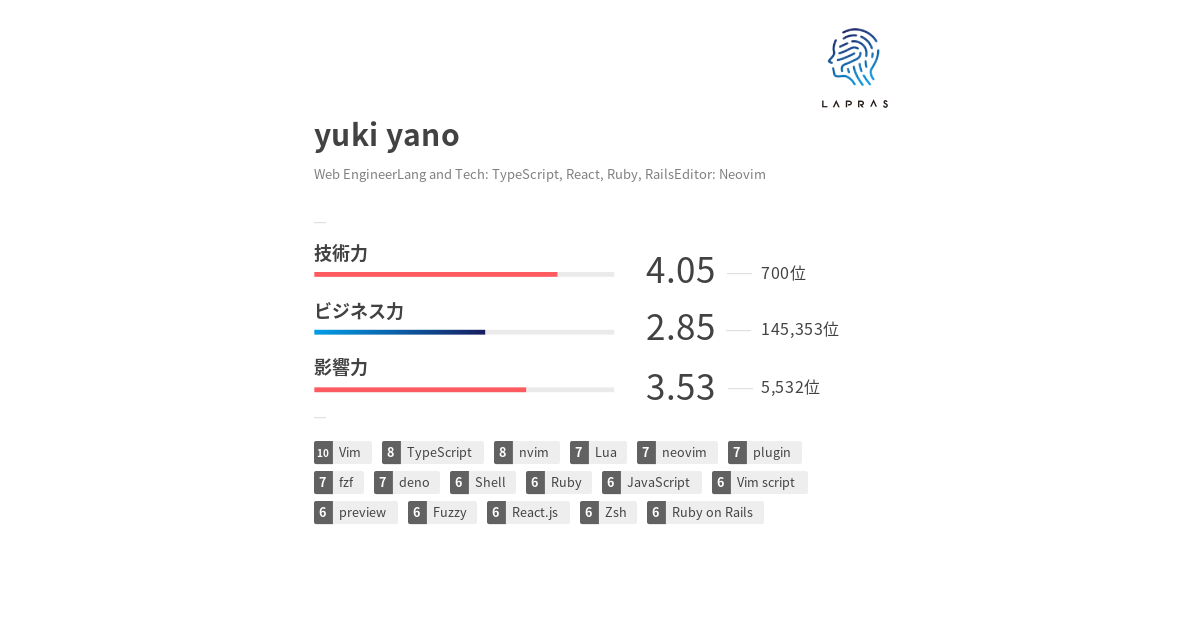 LAPRAS
yuki yano
Web EngineerLang and Tech: TypeScript, React, Ruby, RailsEditor: Neovim
技術力 4.05 700位
ビジネス力 2.85 145,353位
影響力 3.53 5,532位
10 Vim 8 TypeScript 8 nvim 7 Lua 7 neovim 7 plugin
7 fzf 7 deno 6 Shell 6 Ruby 6 JavaScript 6 Vim script
6 preview 6 Fuzzy 6 React.js 6 Zsh 6 Ruby on Rails